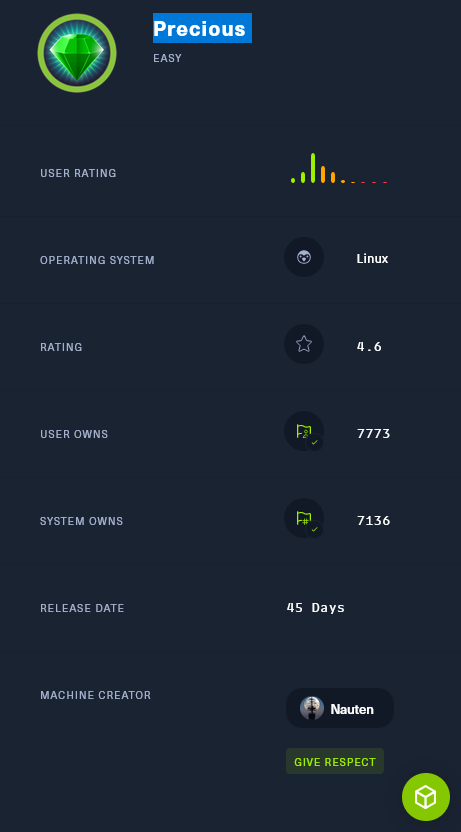 Precious
EASY
USER RATING
OPERATING SYSTEM
Linux
RATING
4.6
USER OWNS
7773
SYSTEM OWNS
7136
RELEASE DATE
45 Days
MACHINE CREATOR
Nauten
GIVE RESPECT